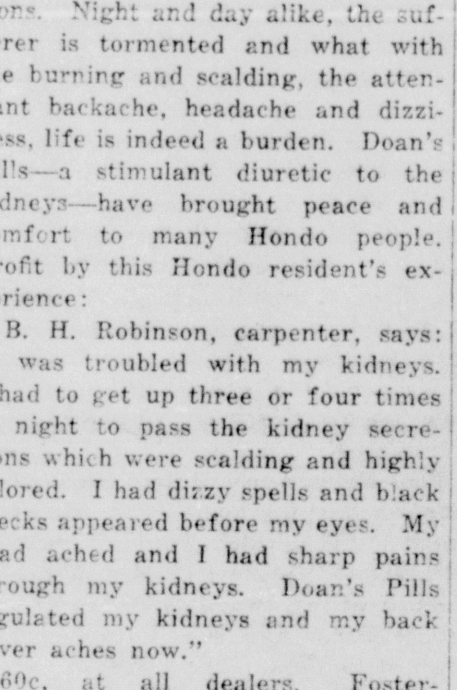 ons. Night and day alike, the suf-
rer is tormented and what with
e burning and scalding, the atten-
ant backache, headache and dizzi-
ess, life is indeed a burden. Doan's
lls—a stimulant diuretic to the
dneys—have brought peace and
mfort to many Hondo people.
rofit by this Hondo resident's ex-
rience:
B. H. Robinson, carpenter, says:
was troubled with my kidneys.
had to get up three or four times
night to pass the kidney secre-
ons which were scalding and highly
lored. I had dizzy spells and black
ecks appeared before my eyes. My
ad ached and I had sharp pains
rough my kidneys. Doan's Pills
gulated my kidneys and my back
ver aches now."
60c, at all dealers. Foster-